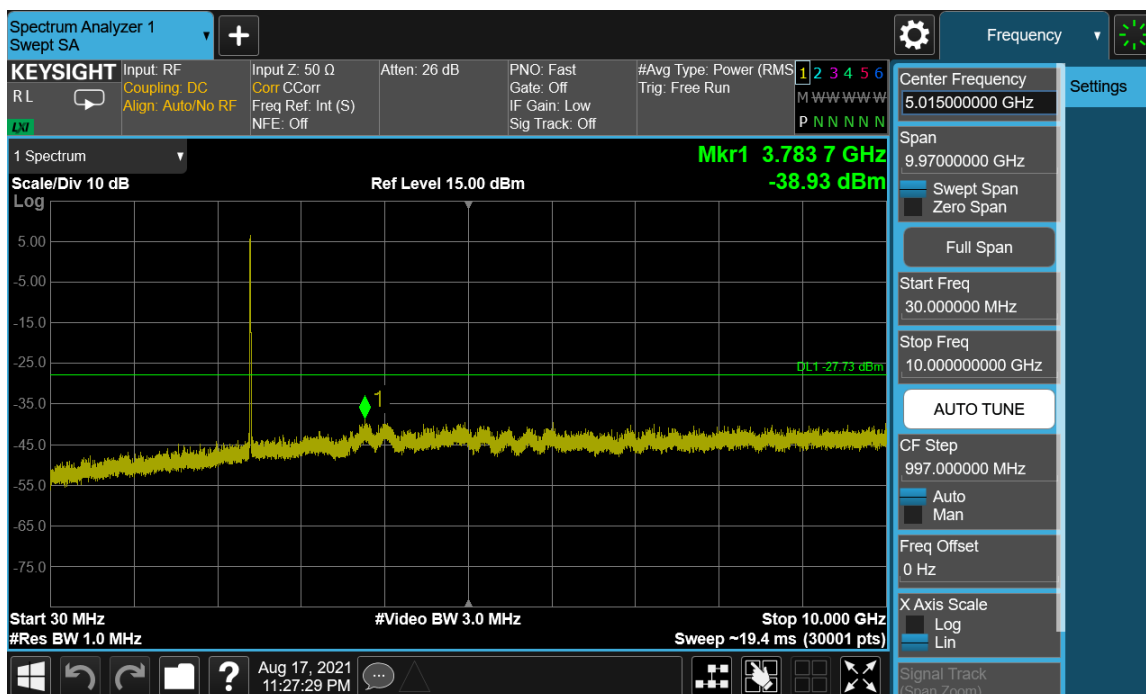 Spectrum Analyzer 1
Swept SA
Frequency
KEYSIGHT
R L
LXI
Input: RF
Coupling: DC
Align: Auto/No RF
Input Z: 50 Ω
Corr CCorr
Freq Ref: Int (S)
NFE: Off
Atten: 26 dB
PNO: Fast
Gate: Off
IF Gain: Low
Sig Track: Off
#Avg Type: Power (RMS
Trig: Free Run
1 2 3 4 5 6
M W W W W W
P N N N N N
1 Spectrum
Scale/Div 10 dB
Log
Ref Level 15.00 dBm
Mkr1 3.783 7 GHz
-38.93 dBm
5.00
-5.00
-15.0
-25.0
DL1 -27.73 dBm
1
-35.0
-45.0
-55.0
-65.0
-75.0
Start 30 MHz
#Res BW 1.0 MHz
#Video BW 3.0 MHz
Stop 10.000 GHz
Sweep ~19.4 ms (30001 pts)
Aug 17, 2021
11:27:29 PM
Center Frequency
5.015000000 GHz
Span
9.97000000 GHz
Swept Span
Zero Span
Full Span
Start Freq
30.000000 MHz
Stop Freq
10.000000000 GHz
AUTO TUNE
CF Step
997.000000 MHz
Auto
Man
Freq Offset
0 Hz
X Axis Scale
Log
Lin
Signal Track
(Span Zoom)
Settings